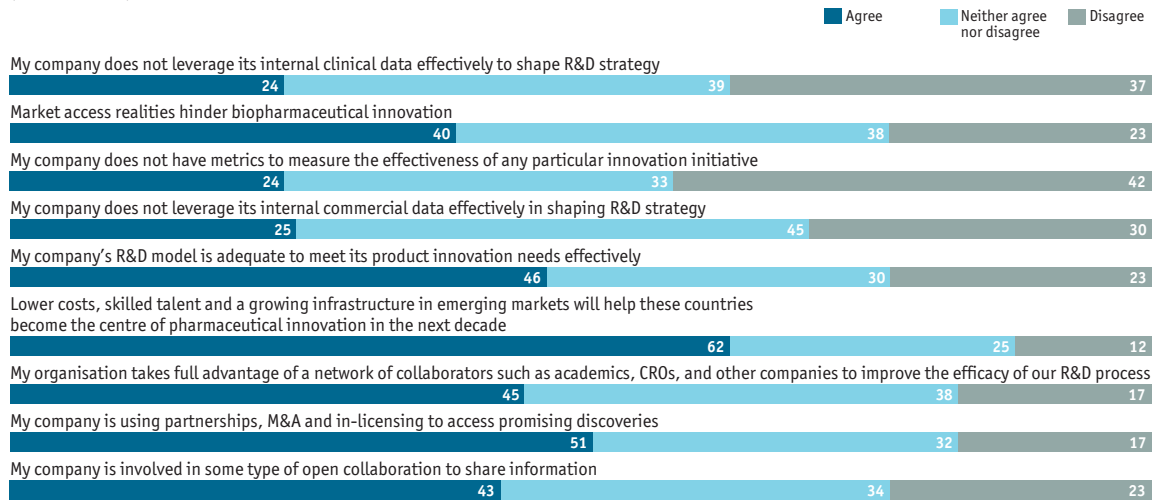 Agree Neither agree Disagree
nor disagree
My company does not leverage its internal clinical data effectively to shape R&D strategy
24 39 37
Market access realities hinder biopharmaceutical innovation
40 38 23
My company does not have metrics to measure the effectiveness of any particular innovation initiative
24 33 42
My company does not leverage its internal commercial data effectively in shaping R&D strategy
25 45 30
My company's R&D model is adequate to meet its product innovation needs effectively
46 30 23
Lower costs, skilled talent and a growing infrastructure in emerging markets will help these countries
become the centre of pharmaceutical innovation in the next decade
62 25 12
My organisation takes full advantage of a network of collaborators such as academics, CROs, and other companies to improve the efficacy of our R&D process
45 38 17
My company is using partnerships, M&A and in-licensing to access promising discoveries
51 32 17
My company is involved in some type of open collaboration to share information
43 34 23